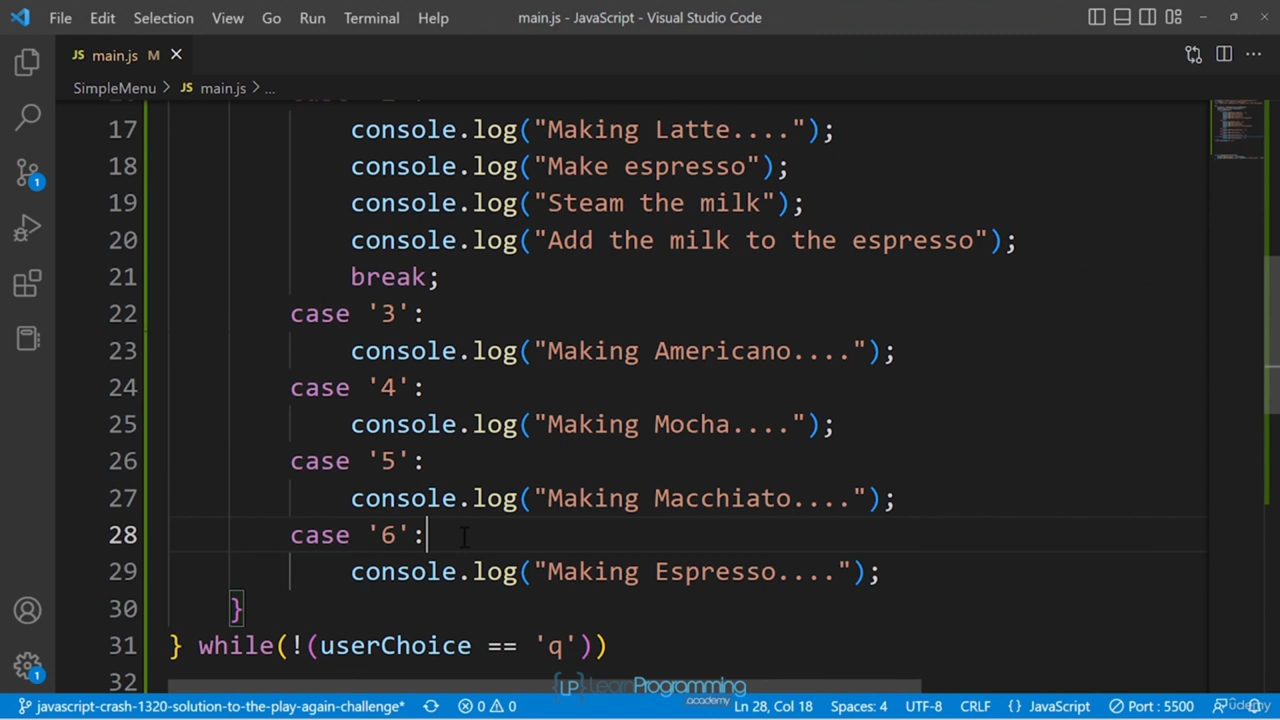 File Edit Selection View Go Run Terminal Help main.js - JavaScript - Visual Studio Code
JS main.js M
SimpleMenu > JS main.js > ...
17 console.log("Making Latte....");
18 console.log("Make espresso");
19 console.log("Steam the milk");
20 console.log("Add the milk to the espresso");
21 break;
22 case '3':
23 console.log("Making Americano....");
24 case '4':
25 console.log("Making Mocha....");
26 case '5':
27 console.log("Making Macchiato....");
28 case '6':
29 console.log("Making Espresso....");
30 }
31 } while(!(userChoice == 'q'))
32
1
1
{LP} LearnProgramming
academy
javascript-crash-1320-solution-to-the-play-again-challenge* 0 0 Ln 28, Col 18 Spaces: 4 UTF-8 CRLF {} JavaScript Port : 5500
Udemy